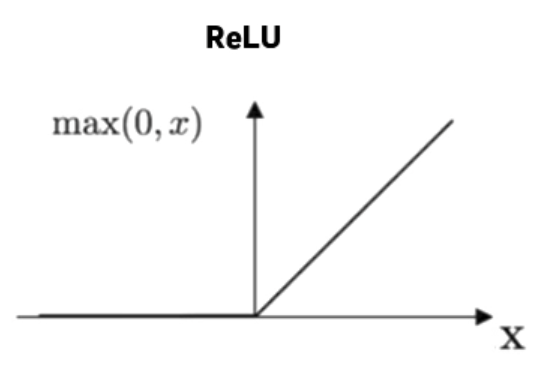 ReLU
max(0, x)
x